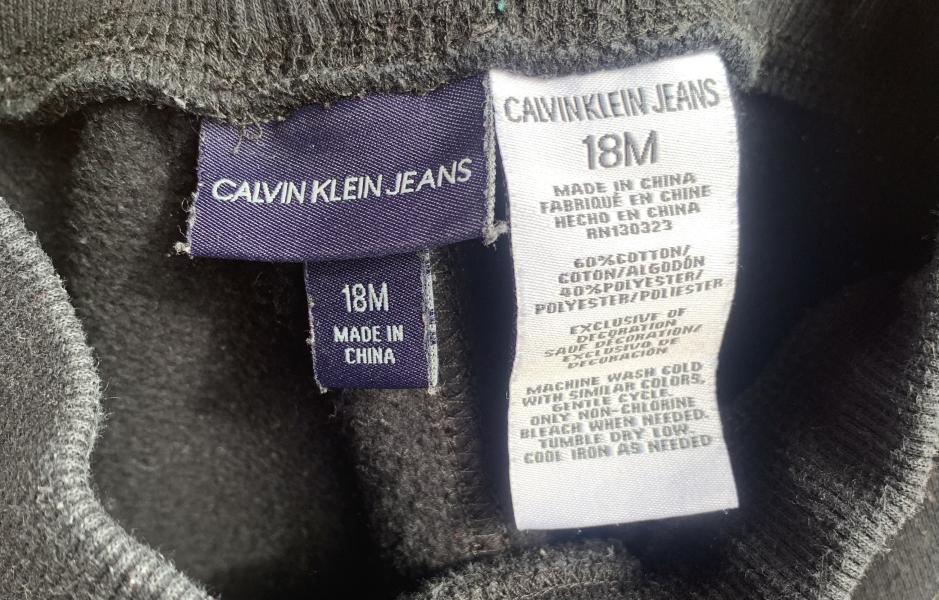 CALVIN KLEIN JEANS
18M
MADE IN
CHINA
CALVIN KLEIN JEANS
18M
MADE IN CHINA
FABRIQUÉ EN CHINE
HECHO EN CHINA
RN130323
60%COTTON/
COTON/ALGODÓN
40%POLYESTER/
POLYESTER/POLIESTER
EXCLUSIVE OF
DECORATION/
SAUF DÉCORATION/
EXCLUSIVO DE
DECORACIÓN
MACHINE WASH COLD
WITH SIMILAR COLORS,
GENTLE CYCLE.
ONLY NON-CHLORINE
BLEACH WHEN NEEDED.
TUMBLE DRY LOW.
COOL IRON AS NEEDED